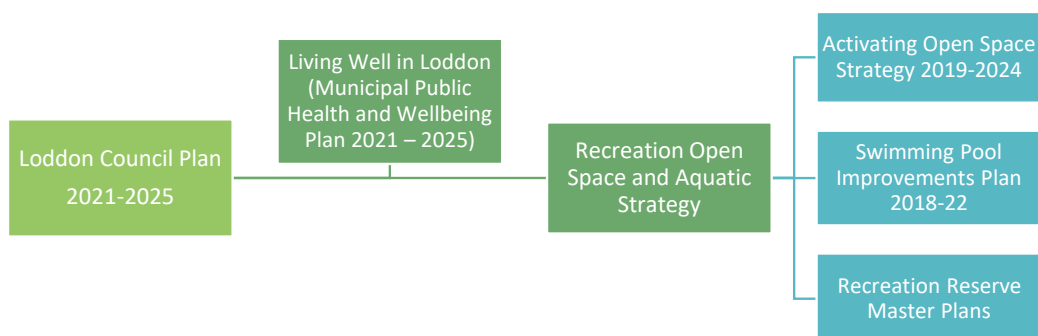 Loddon Council Plan
2021-2025
Living Well in Loddon
(Municipal Public
Health and Wellbeing
Plan 2021 – 2025)
Recreation Open
Space and Aquatic
Strategy
Activating Open Space
Strategy 2019-2024
Swimming Pool
Improvements Plan
2018-22
Recreation Reserve
Master Plans